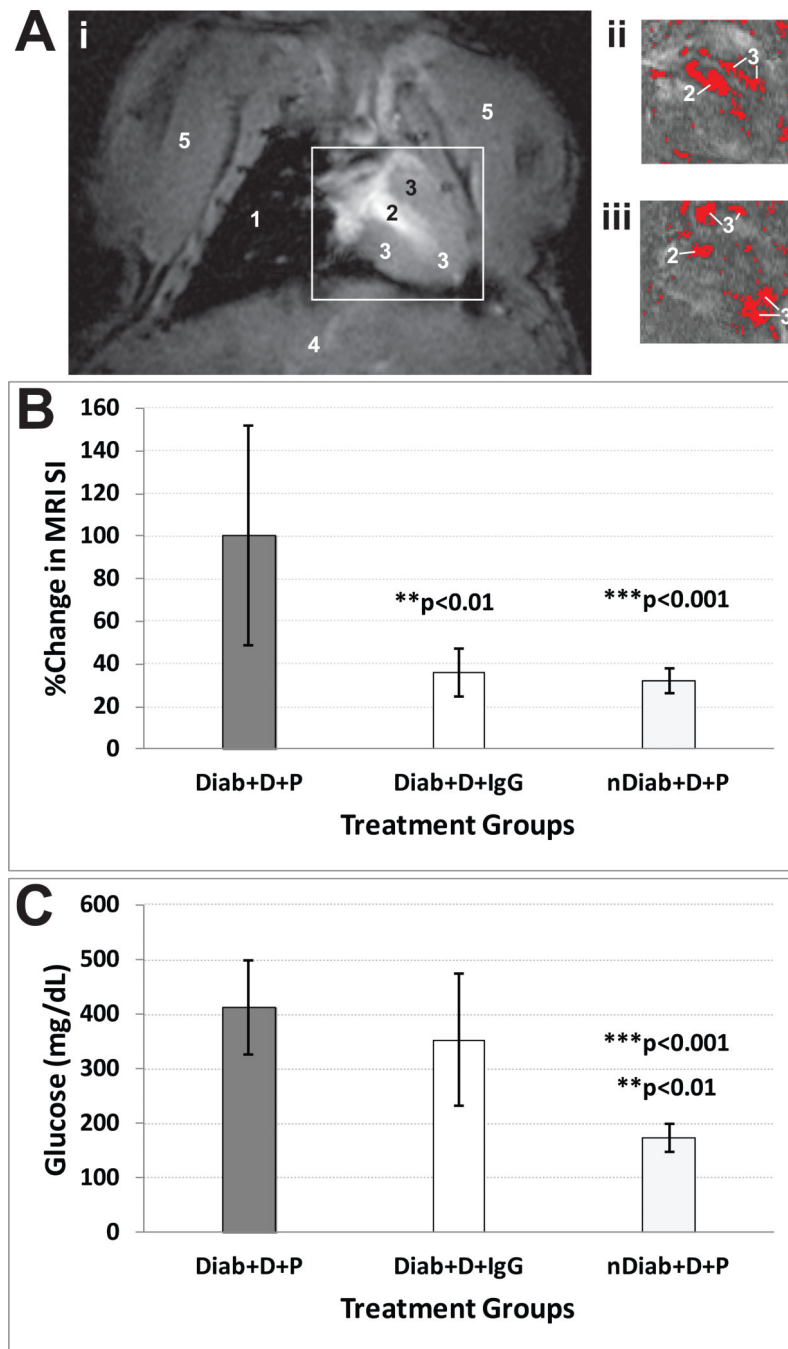 A
i
5
5
1
2
3
3
3
4
ii
3
2
iii
3
2
3
B
%Change in MRI SI
160
140
120
100
80
60
40
20
0
**p<0.01
***p<0.001
Diab+D+P
Diab+D+IgG
nDiab+D+P
Treatment Groups
C
Glucose (mg/dL)
600
500
400
300
200
100
0
***p<0.001
**p<0.01
Diab+D+P
Diab+D+IgG
nDiab+D+P
Treatment Groups